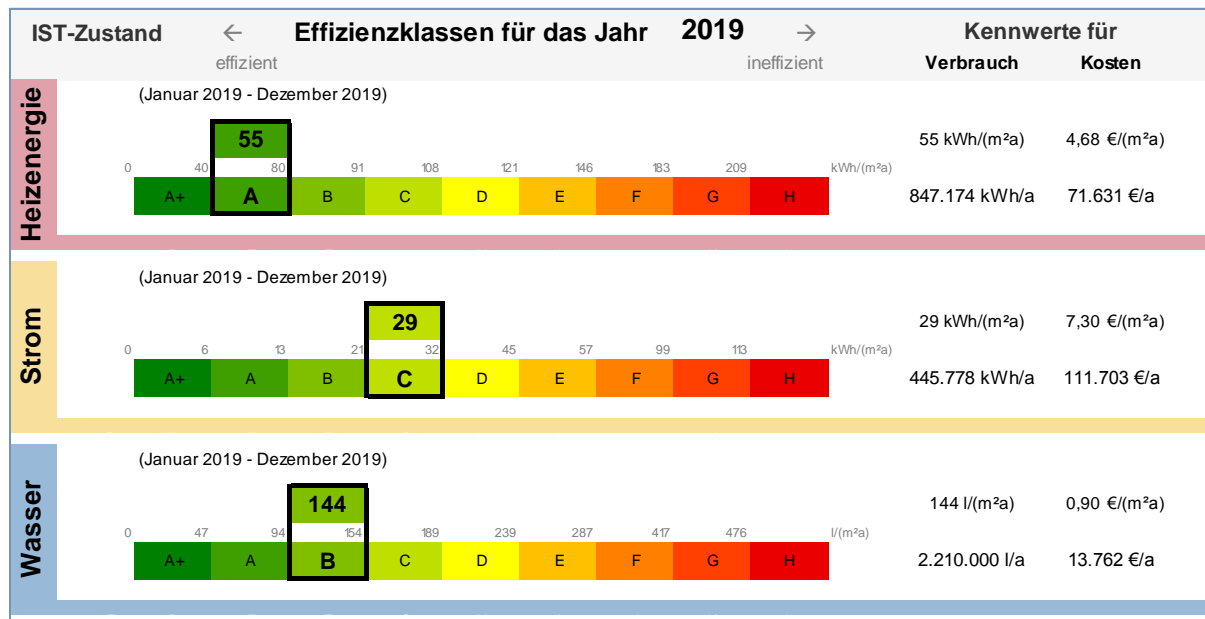 IST-Zustand ← Effizienzklassen für das Jahr 2019 → Kennwerte für
effizient ineffizient Verbrauch Kosten
Heizenergie
(Januar 2019 - Dezember 2019)
55 55 kWh/(m²a) 4,68 €/(m²a)
0 40 80 91 108 121 146 183 209 kWh/(m²a)
A+ A B C D E F G H 847.174 kWh/a 71.631 €/a
Strom
(Januar 2019 - Dezember 2019)
29 29 kWh/(m²a) 7,30 €/(m²a)
0 6 13 21 32 45 57 99 113 kWh/(m²a)
A+ A B C D E F G H 445.778 kWh/a 111.703 €/a
Wasser
(Januar 2019 - Dezember 2019)
144 144 l/(m²a) 0,90 €/(m²a)
0 47 94 154 189 239 287 417 476 l/(m²a)
A+ A B C D E F G H 2.210.000 l/a 13.762 €/a